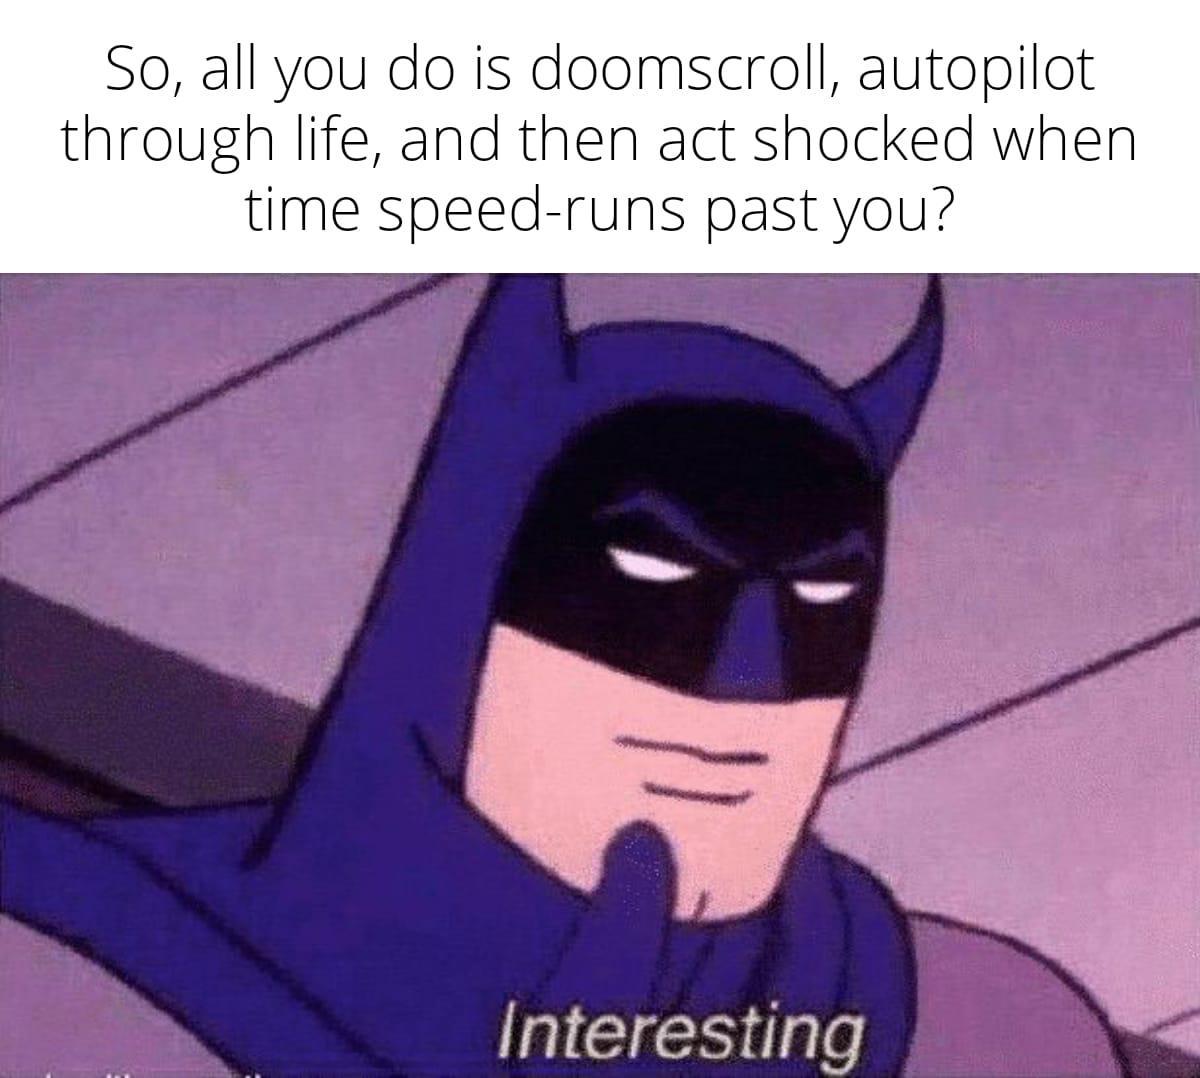 So, all you do is doomscroll, autopilot
through life, and then act shocked when
time speed-runs past you?
Interesting